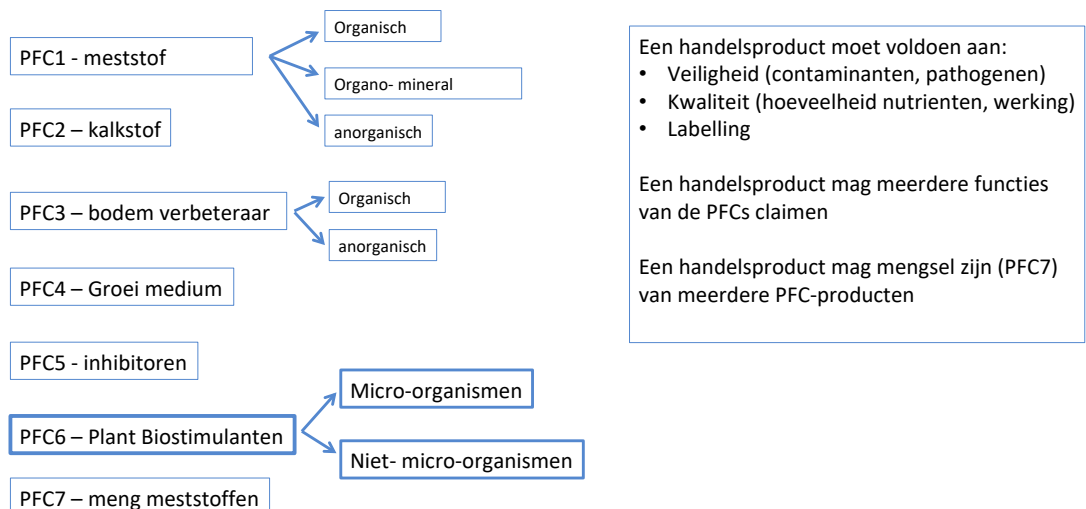 PFC1 - meststof
Organisch
Organo- mineral
anorganisch
PFC2 – kalkstof
PFC3 – bodem verbeteraar
Organisch
anorganisch
PFC4 – Groei medium
PFC5 - inhibitoren
PFC6 – Plant Biostimulanten
Micro-organismen
Niet- micro-organismen
PFC7 – meng meststoffen
Een handelsproduct moet voldoen aan:
• Veiligheid (contaminanten, pathogenen)
• Kwaliteit (hoeveelheid nutrienten, werking)
• Labelling
Een handelsproduct mag meerdere functies
van de PFCs claimen
Een handelsproduct mag mengsel zijn (PFC7)
van meerdere PFC-producten